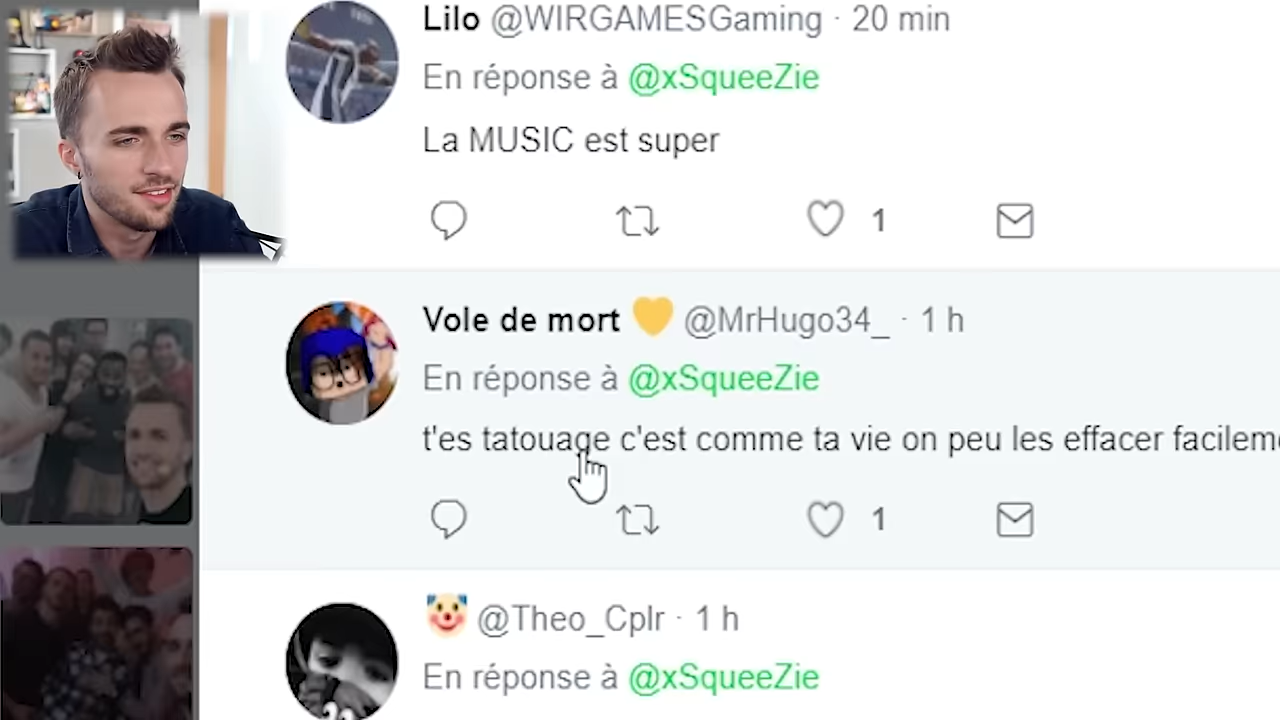 Lilo @WIRGAMESGaming · 20 min
En réponse à @xSqueeZie
La MUSIC est super
1
Vole de mort 💛 @MrHugo34_ · 1 h
En réponse à @xSqueeZie
t'es tatouage c'est comme ta vie on peu les effacer
1
🤡 @Theo_Cplr · 1 h
En réponse à @xSqueeZie